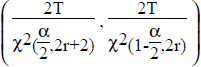 ( 2T / χ2(α/2,2r+2) , 2T / χ2(1-α/2,2r) )